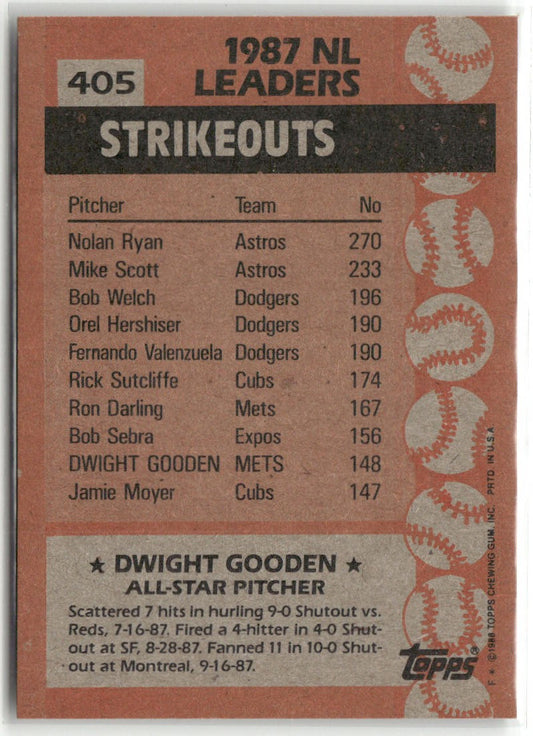 405
1987 NL
LEADERS
STRIKEOUTS
Pitcher Team No
Nolan Ryan Astros 270
Mike Scott Astros 233
Bob Welch Dodgers 196
Orel Hershiser Dodgers 190
Fernando Valenzuela Dodgers 190
Rick Sutcliffe Cubs 174
Ron Darling Mets 167
Bob Sebra Expos 156
DWIGHT GOODEN METS 148
Jamie Moyer Cubs 147
★ DWIGHT GOODEN ★
ALL-STAR PITCHER
Scattered 7 hits in hurling 9-0 Shutout vs.
Reds, 7-16-87. Fired a 4-hitter in 4-0 Shut-
out at SF, 8-28-87. Fanned 11 in 10-0 Shut-
out at Montreal, 9-16-87.
Topps®
F * ©1988 TOPPS CHEWING GUM, INC. PRTD. IN U.S.A.